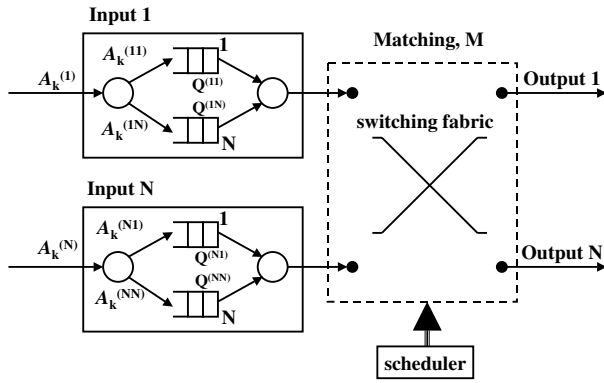 Input 1
Matching, M
A_k^(1)
A_k^(11)
1
Q^(11)
Output 1
A_k^(1N)
Q^(1N)
N
switching fabric
Input N
A_k^(N)
A_k^(N1)
1
Q^(N1)
Output N
A_k^(NN)
Q^(NN)
N
scheduler